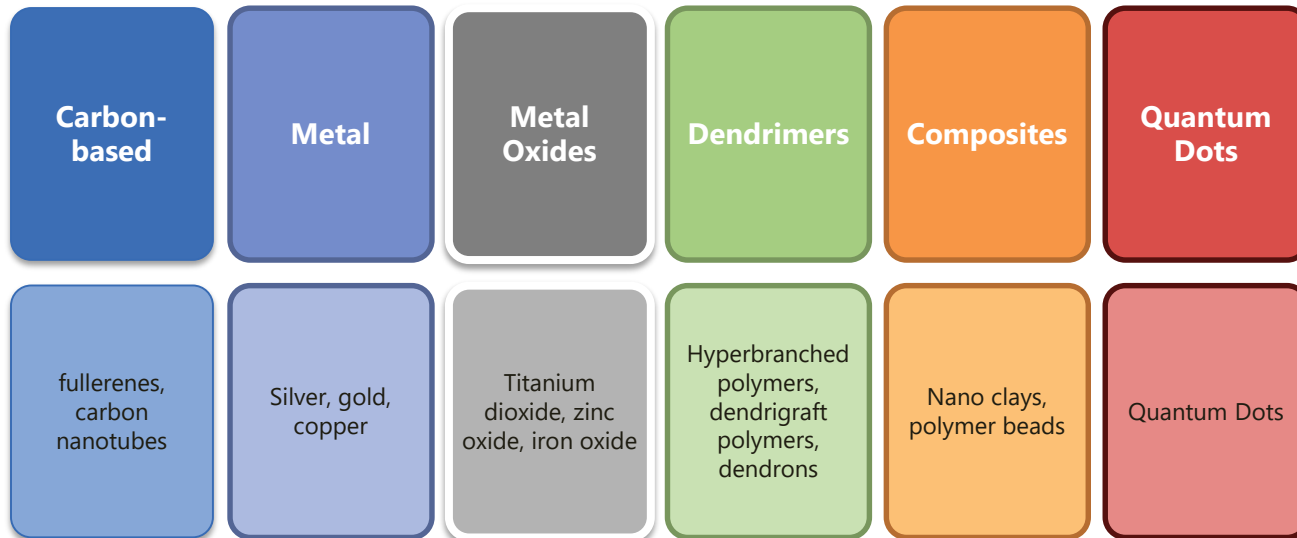 Carbon-
based
Metal
Metal
Oxides
Dendrimers
Composites
Quantum
Dots
fullerenes,
carbon
nanotubes
Silver, gold,
copper
Titanium
dioxide, zinc
oxide, iron oxide
Hyperbranched
polymers,
dendrigraft
polymers,
dendrons
Nano clays,
polymer beads
Quantum Dots